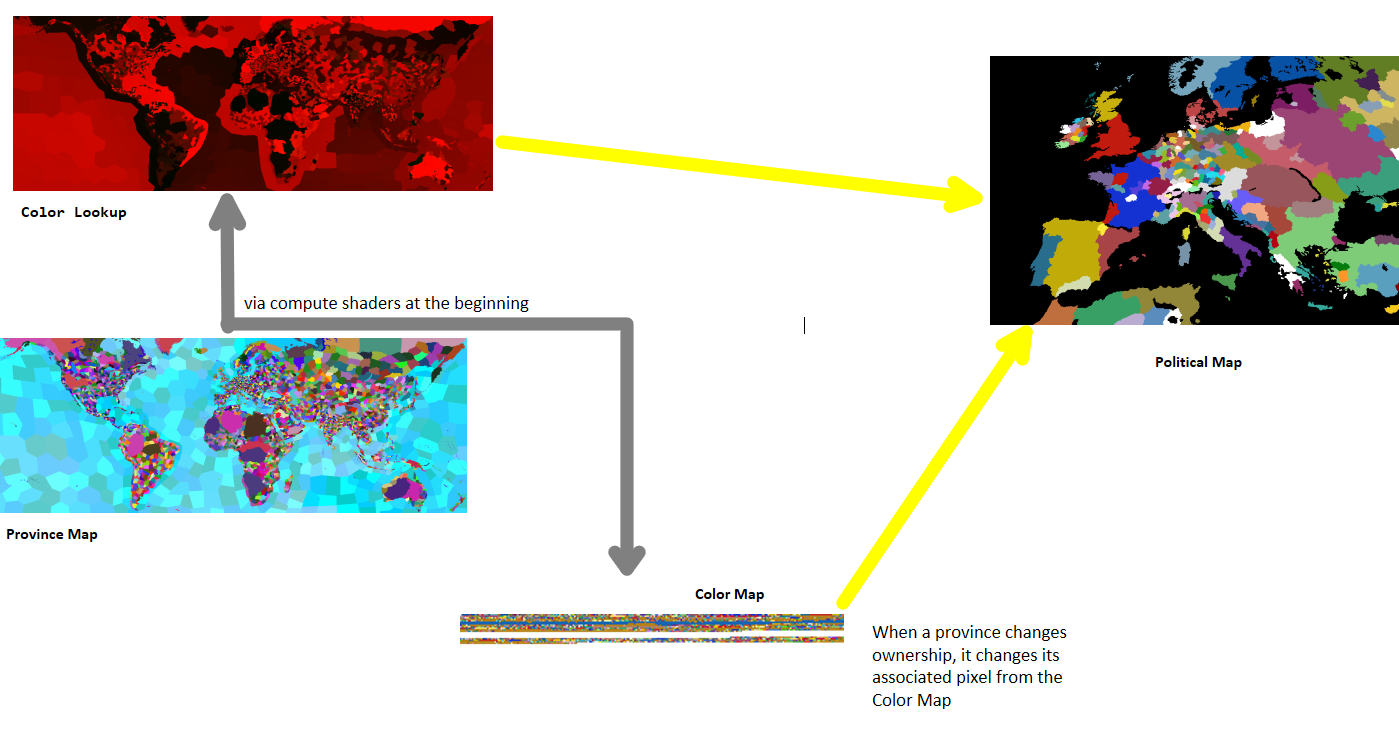 Color Lookup
via compute shaders at the beginning
Political Map
Province Map
Color Map
When a province changes
ownership, it changes its
associated pixel from the
Color Map